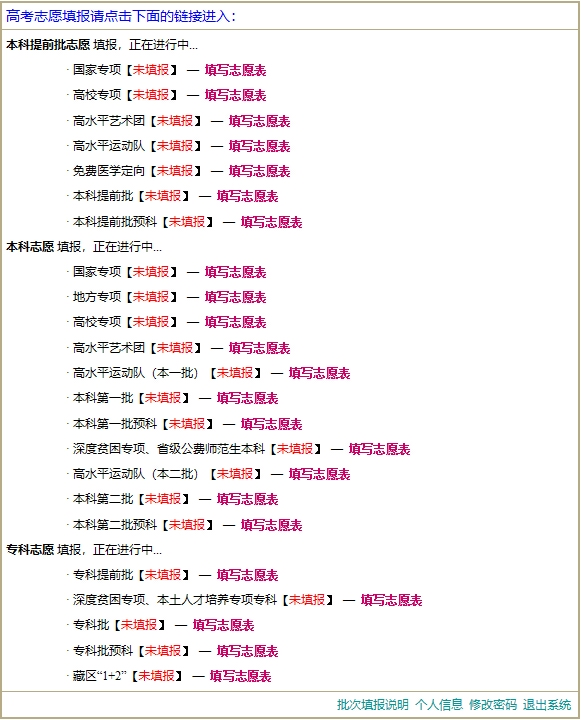 高考志愿填报请点击下面的链接进入：
本科提前批志愿 填报，正在进行中...
· 国家专项【未填报】 — 填写志愿表
· 高校专项【未填报】 — 填写志愿表
· 高水平艺术团【未填报】 — 填写志愿表
· 高水平运动队【未填报】 — 填写志愿表
· 免费医学定向【未填报】 — 填写志愿表
· 本科提前批【未填报】 — 填写志愿表
· 本科提前批预科【未填报】 — 填写志愿表
本科志愿 填报，正在进行中...
· 国家专项【未填报】 — 填写志愿表
· 地方专项【未填报】 — 填写志愿表
· 高校专项【未填报】 — 填写志愿表
· 高水平艺术团【未填报】 — 填写志愿表
· 高水平运动队（本一批）【未填报】 — 填写志愿表
· 本科第一批【未填报】 — 填写志愿表
· 本科第一批预科【未填报】 — 填写志愿表
· 深度贫困专项、省级公费师范生本科【未填报】 — 填写志愿表
· 高水平运动队（本二批）【未填报】 — 填写志愿表
· 本科第二批【未填报】 — 填写志愿表
· 本科第二批预科【未填报】 — 填写志愿表
专科志愿 填报，正在进行中...
· 专科提前批【未填报】 — 填写志愿表
· 深度贫困专项、本土人才培养专项专科【未填报】 — 填写志愿表
· 专科批【未填报】 — 填写志愿表
· 专科批预科【未填报】 — 填写志愿表
· 藏区“1+2”【未填报】 — 填写志愿表
批次填报说明 个人信息 修改密码 退出系统